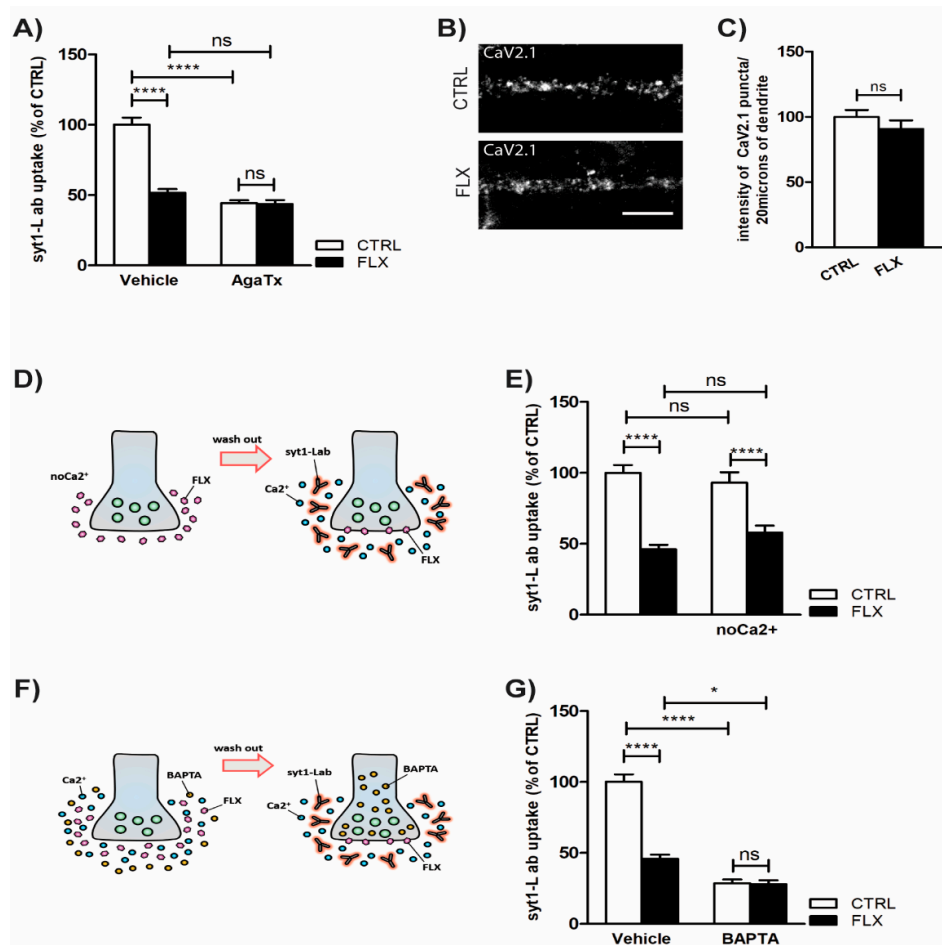 A)
syt1-L ab uptake (% of CTRL)
150
100
50
0
ns
****
****
ns
Vehicle
AgaTx
CTRL
FLX
B)
CTRL
CaV2.1
FLX
CaV2.1
C)
intensity of CaV2.1 puncta/
20microns of dendrite
150
100
50
0
ns
CTRL
FLX
D)
noCa2+
FLX
wash out
syt1-Lab
Ca²⁺
FLX
E)
syt1-L ab uptake (% of CTRL)
150
100
50
0
ns
ns
****
****
noCa2+
CTRL
FLX
F)
Ca²⁺
BAPTA
FLX
wash out
syt1-Lab
Ca²⁺
BAPTA
FLX
G)
syt1-L ab uptake (% of CTRL)
150
100
50
0
*
****
****
ns
Vehicle
BAPTA
CTRL
FLX